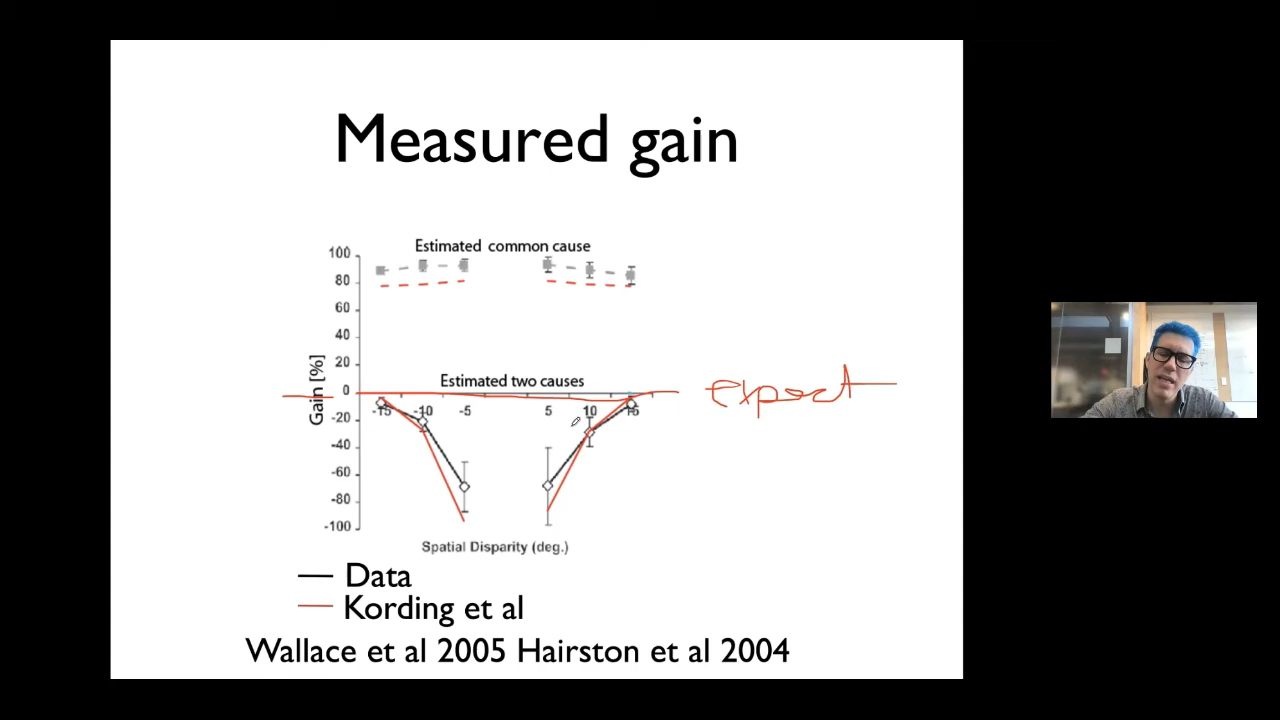 Measured gain
Estimated common cause
100
80
60
40
20
0
-20
-40
-60
-80
-100
Gain [%]
Estimated two causes
expect
-15 -10 -5 5 10 15
Spatial Disparity (deg.)
Data
Kording et al
Wallace et al 2005 Hairston et al 2004